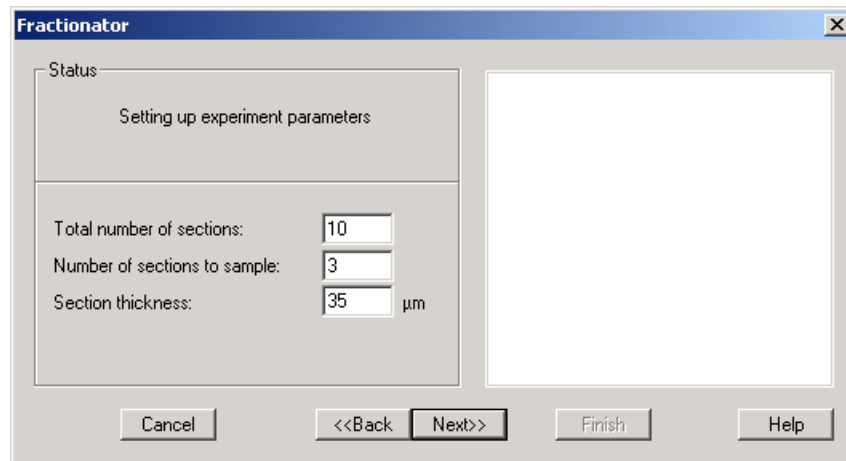 Fractionator
Status
Setting up experiment parameters
Total number of sections: 10
Number of sections to sample: 3
Section thickness: 35 µm
Cancel <<Back Next>> Finish Help